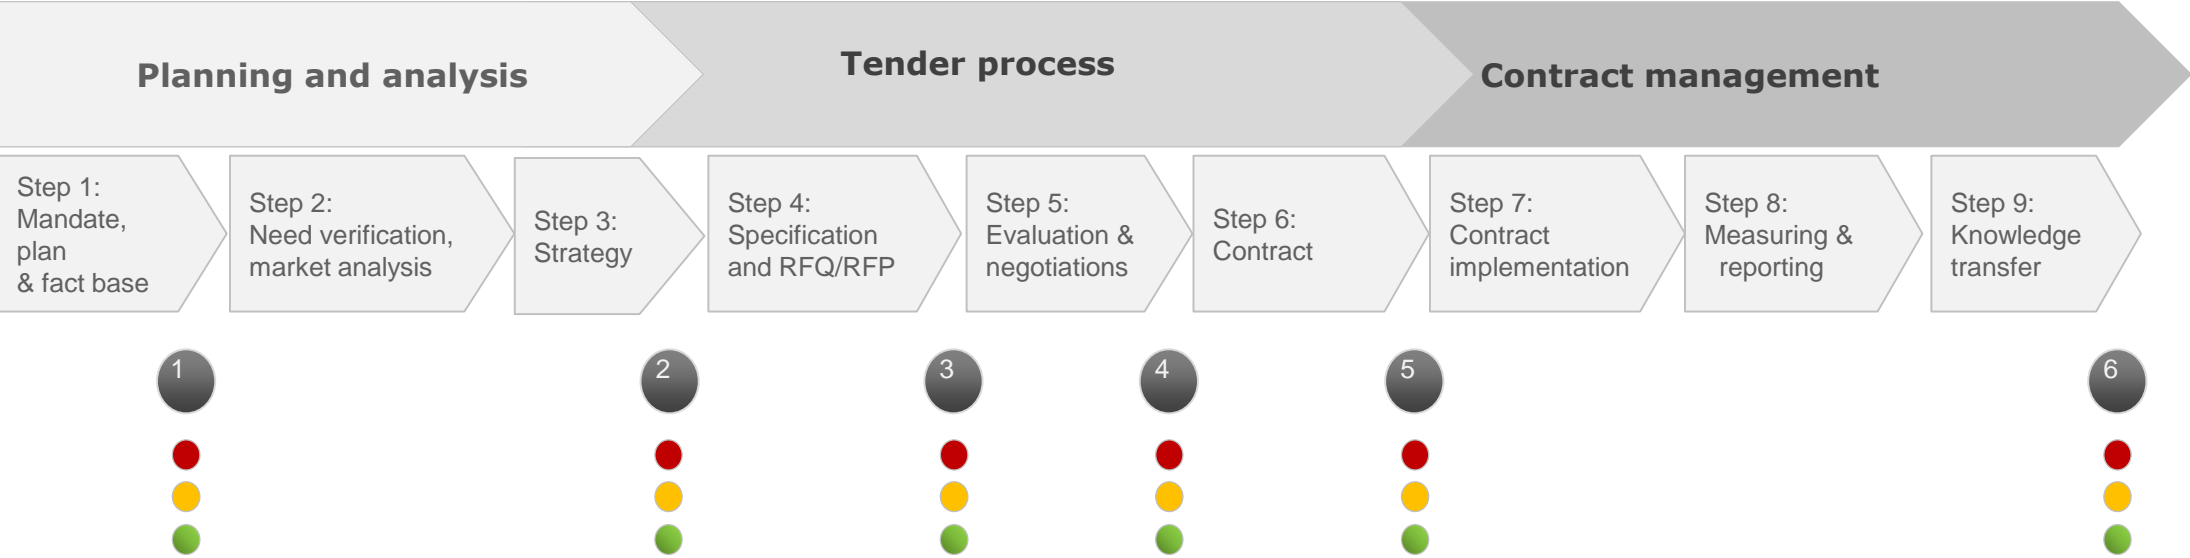 Planning and analysis
Tender process
Contract management
Step 1:
Mandate,
plan
& fact base
Step 2:
Need verification,
market analysis
Step 3:
Strategy
Step 4:
Specification
and RFQ/RFP
Step 5:
Evaluation &
negotiations
Step 6:
Contract
Step 7:
Contract
implementation
Step 8:
Measuring &
reporting
Step 9:
Knowledge
transfer
1
2
3
4
5
6